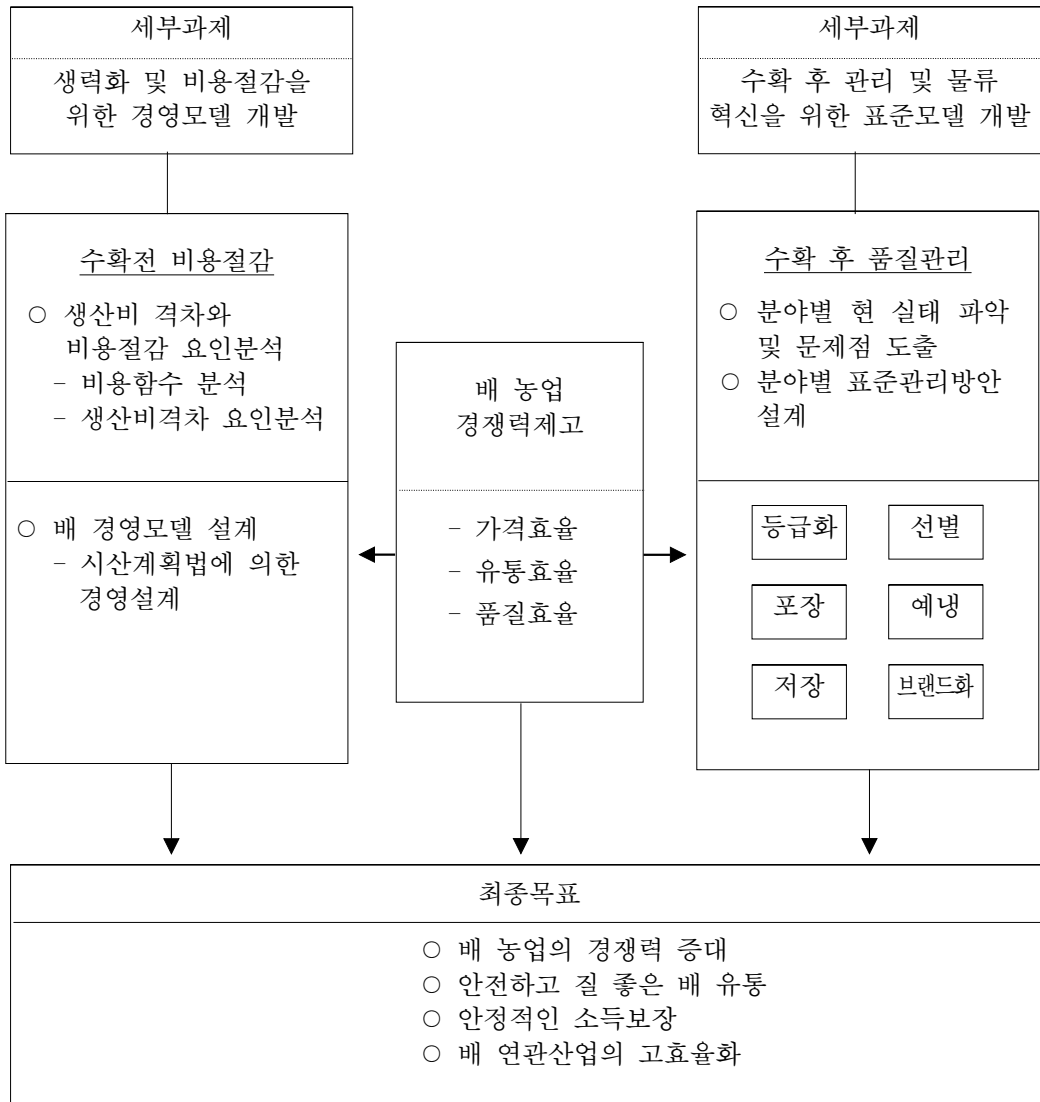 세부과제
생력화 및 비용절감을
위한 경영모델 개발
세부과제
수확 후 관리 및 물류
혁신을 위한 표준모델 개발
수확전 비용절감
○ 생산비 격차와
비용절감 요인분석
- 비용함수 분석
- 생산비격차 요인분석
○ 배 경영모델 설계
- 시산계획법에 의한
경영설계
배 농업
경쟁력제고
- 가격효율
- 유통효율
- 품질효율
수확 후 품질관리
○ 분야별 현 실태 파악
및 문제점 도출
○ 분야별 표준관리방안
설계
등급화 선별
포장 예냉
저장 브랜드화
최종목표
○ 배 농업의 경쟁력 증대
○ 안전하고 질 좋은 배 유통
○ 안정적인 소득보장
○ 배 연관산업의 고효율화